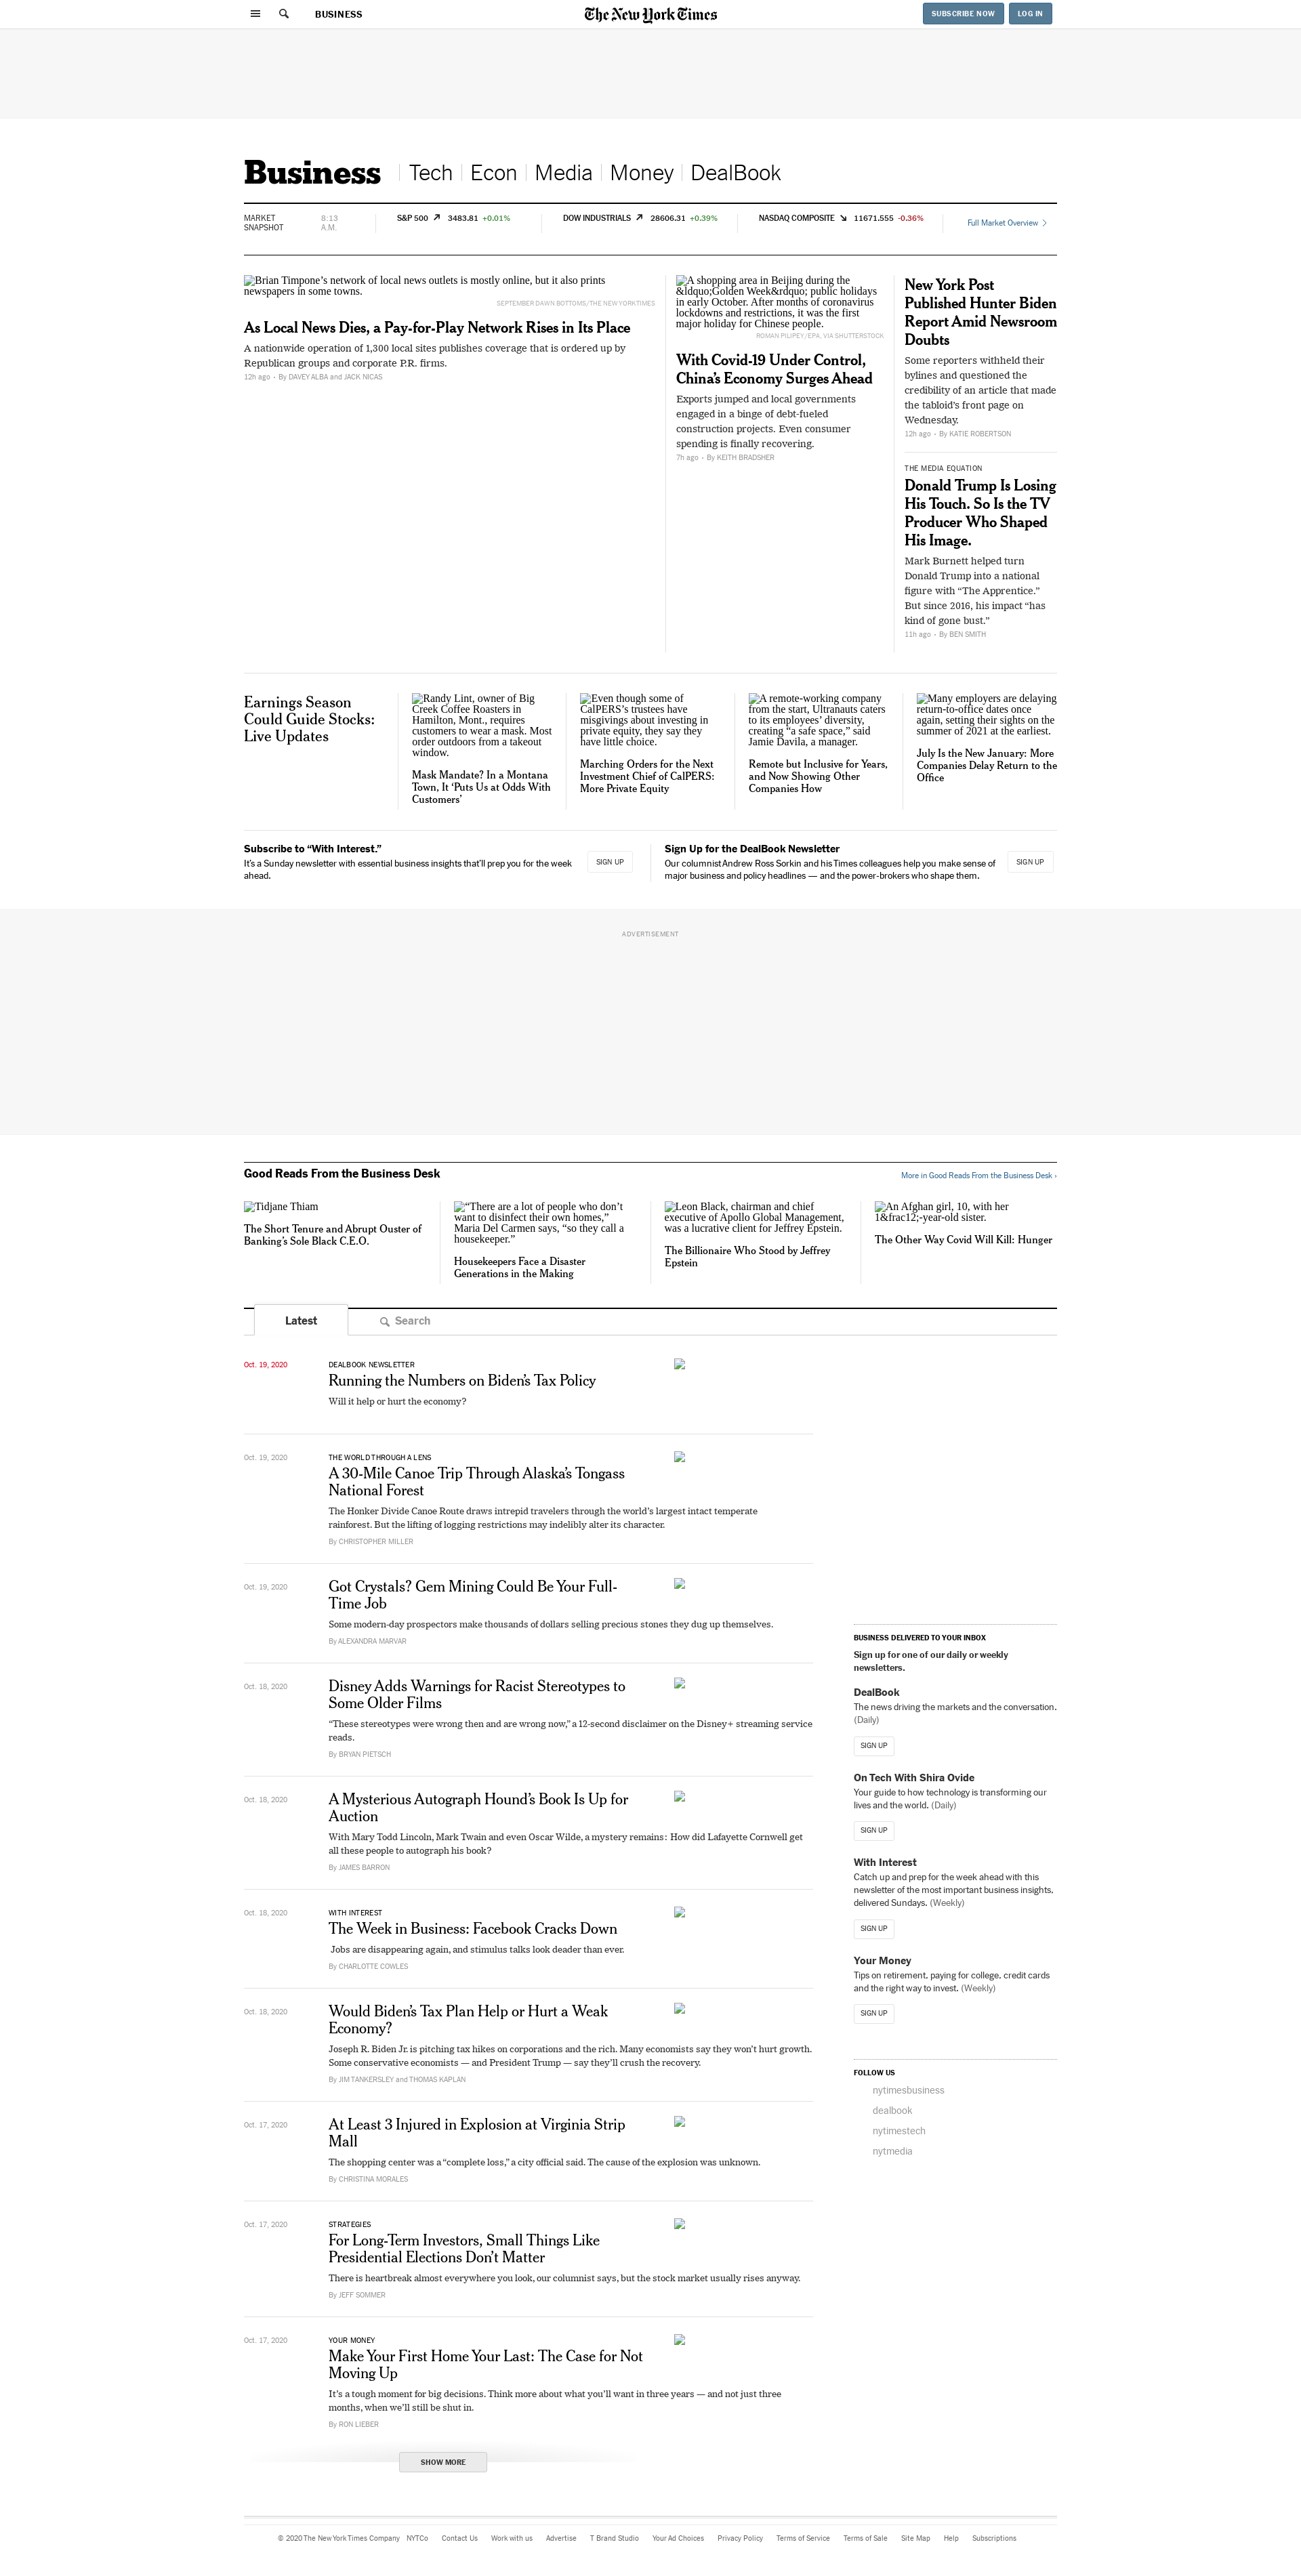 BUSINESS
The New York Times
SUBSCRIBE NOW
LOG IN
Business
Tech
Econ
Media
Money
DealBook
MARKET
SNAPSHOT
8:13
A.M.
S&P 500 3483.81 +0.01%
DOW INDUSTRIALS 28606.31 +0.39%
NASDAQ COMPOSITE 11671.555 -0.36%
Full Market Overview
Brian Timpone’s network of local news outlets is mostly online, but it also prints
newspapers in some towns.
SEPTEMBER DAWN BOTTOMS/THE NEW YORK TIMES
As Local News Dies, a Pay-for-Play Network Rises in Its Place
A nationwide operation of 1,300 local sites publishes coverage that is ordered up by
Republican groups and corporate P.R. firms.
12h ago • By DAVEY ALBA and JACK NICAS
A shopping area in Beijing during the
&ldquo;Golden Week&rdquo; public holidays
in early October. After months of coronavirus
lockdowns and restrictions, it was the first
major holiday for Chinese people.
ROMAN PILIPEY/EPA, VIA SHUTTERSTOCK
With Covid-19 Under Control,
China’s Economy Surges Ahead
Exports jumped and local governments
engaged in a binge of debt-fueled
construction projects. Even consumer
spending is finally recovering.
7h ago • By KEITH BRADSHER
New York Post
Published Hunter Biden
Report Amid Newsroom
Doubts
Some reporters withheld their
bylines and questioned the
credibility of an article that made
the tabloid’s front page on
Wednesday.
12h ago • By KATIE ROBERTSON
THE MEDIA EQUATION
Donald Trump Is Losing
His Touch. So Is the TV
Producer Who Shaped
His Image.
Mark Burnett helped turn
Donald Trump into a national
figure with “The Apprentice.”
But since 2016, his impact “has
kind of gone bust.”
11h ago • By BEN SMITH
Earnings Season
Could Guide Stocks:
Live Updates
Randy Lint, owner of Big
Creek Coffee Roasters in
Hamilton, Mont., requires
customers to wear a mask. Most
order outdoors from a takeout
window.
Mask Mandate? In a Montana
Town, It ‘Puts Us at Odds With
Customers’
Even though some of
CalPERS’s trustees have
misgivings about investing in
private equity, they say they
have little choice.
Marching Orders for the Next
Investment Chief of CalPERS:
More Private Equity
A remote-working company
from the start, Ultranauts caters
to its employees’ diversity,
creating “a safe space,” said
Jamie Davila, a manager.
Remote but Inclusive for Years,
and Now Showing Other
Companies How
Many employers are delaying
return-to-office dates once
again, setting their sights on the
summer of 2021 at the earliest.
July Is the New January: More
Companies Delay Return to the
Office
Subscribe to “With Interest.”
It’s a Sunday newsletter with essential business insights that’ll prep you for the week
ahead.
SIGN UP
Sign Up for the DealBook Newsletter
Our columnist Andrew Ross Sorkin and his Times colleagues help you make sense of
major business and policy headlines — and the power-brokers who shape them.
SIGN UP
ADVERTISEMENT
Good Reads From the Business Desk
More in Good Reads From the Business Desk ›
Tidjane Thiam
The Short Tenure and Abrupt Ouster of
Banking’s Sole Black C.E.O.
“There are a lot of people who don’t
want to disinfect their own homes,”
Maria Del Carmen says, “so they call a
housekeeper.”
Housekeepers Face a Disaster
Generations in the Making
Leon Black, chairman and chief
executive of Apollo Global Management,
was a lucrative client for Jeffrey Epstein.
The Billionaire Who Stood by Jeffrey
Epstein
An Afghan girl, 10, with her
1&frac12;-year-old sister.
The Other Way Covid Will Kill: Hunger
Latest
Search
Oct. 19, 2020
DEALBOOK NEWSLETTER
Running the Numbers on Biden’s Tax Policy
Will it help or hurt the economy?
Oct. 19, 2020
THE WORLD THROUGH A LENS
A 30-Mile Canoe Trip Through Alaska’s Tongass
National Forest
The Honker Divide Canoe Route draws intrepid travelers through the world’s largest intact temperate
rainforest. But the lifting of logging restrictions may indelibly alter its character.
By CHRISTOPHER MILLER
Oct. 19, 2020
Got Crystals? Gem Mining Could Be Your Full-
Time Job
Some modern-day prospectors make thousands of dollars selling precious stones they dug up themselves.
By ALEXANDRA MARVAR
Oct. 18, 2020
Disney Adds Warnings for Racist Stereotypes to
Some Older Films
“These stereotypes were wrong then and are wrong now,” a 12-second disclaimer on the Disney+ streaming service
reads.
By BRYAN PIETSCH
Oct. 18, 2020
A Mysterious Autograph Hound’s Book Is Up for
Auction
With Mary Todd Lincoln, Mark Twain and even Oscar Wilde, a mystery remains: How did Lafayette Cornwell get
all these people to autograph his book?
By JAMES BARRON
Oct. 18, 2020
WITH INTEREST
The Week in Business: Facebook Cracks Down
Jobs are disappearing again, and stimulus talks look deader than ever.
By CHARLOTTE COWLES
Oct. 18, 2020
Would Biden’s Tax Plan Help or Hurt a Weak
Economy?
Joseph R. Biden Jr. is pitching tax hikes on corporations and the rich. Many economists say they won’t hurt growth.
Some conservative economists — and President Trump — say they’ll crush the recovery.
By JIM TANKERSLEY and THOMAS KAPLAN
Oct. 17, 2020
At Least 3 Injured in Explosion at Virginia Strip
Mall
The shopping center was a “complete loss,” a city official said. The cause of the explosion was unknown.
By CHRISTINA MORALES
Oct. 17, 2020
STRATEGIES
For Long-Term Investors, Small Things Like
Presidential Elections Don’t Matter
There is heartbreak almost everywhere you look, our columnist says, but the stock market usually rises anyway.
By JEFF SOMMER
Oct. 17, 2020
YOUR MONEY
Make Your First Home Your Last: The Case for Not
Moving Up
It’s a tough moment for big decisions. Think more about what you’ll want in three years — and not just three
months, when we’ll still be shut in.
By RON LIEBER
SHOW MORE
BUSINESS DELIVERED TO YOUR INBOX
Sign up for one of our daily or weekly
newsletters.
DealBook
The news driving the markets and the conversation.
(Daily)
SIGN UP
On Tech With Shira Ovide
Your guide to how technology is transforming our
lives and the world. (Daily)
SIGN UP
With Interest
Catch up and prep for the week ahead with this
newsletter of the most important business insights,
delivered Sundays. (Weekly)
SIGN UP
Your Money
Tips on retirement, paying for college, credit cards
and the right way to invest. (Weekly)
SIGN UP
FOLLOW US
nytimesbusiness
dealbook
nytimestech
nytmedia
© 2020 The New York Times Company NYTCo Contact Us Work with us Advertise T Brand Studio Your Ad Choices Privacy Policy Terms of Service Terms of Sale Site Map Help Subscriptions